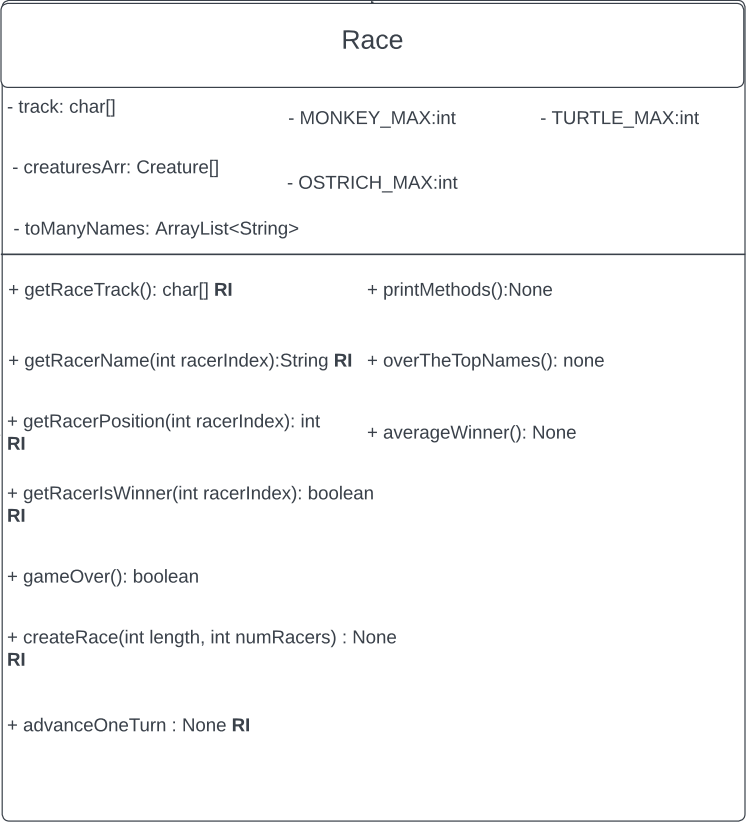 Race
- track: char[]
- MONKEY_MAX:int
- TURTLE_MAX:int
- creaturesArr: Creature[]
- OSTRICH_MAX:int
- toManyNames: ArrayList<String>
+ getRaceTrack(): char[] RI
+ printMethods():None
+ getRacerName(int racerIndex):String RI
+ overTheTopNames(): none
+ getRacerPosition(int racerIndex): int
RI
+ averageWinner(): None
+ getRacerIsWinner(int racerIndex): boolean
RI
+ gameOver(): boolean
+ createRace(int length, int numRacers) : None
RI
+ advanceOneTurn : None RI